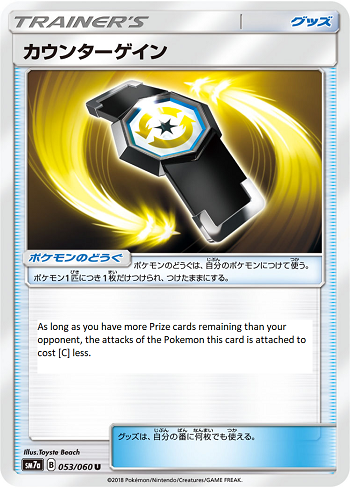 TRAINER'S グッズ
カウンターゲイン
ポケモンのどうぐ
ポケモンのどうぐは、自分のポケモンにつけて使う。
ポケモン1匹につき1枚だけつけられ、つけたままにする。
As long as you have more Prize cards remaining than your
opponent, the attacks of the Pokemon this card is attached to
cost [C] less.
グッズは、自分の番に何枚でも使える。
Illus.Toyste Beach
sm7a B 053/060 U
©2018 Pokémon/Nintendo/Creatures/GAME FREAK.